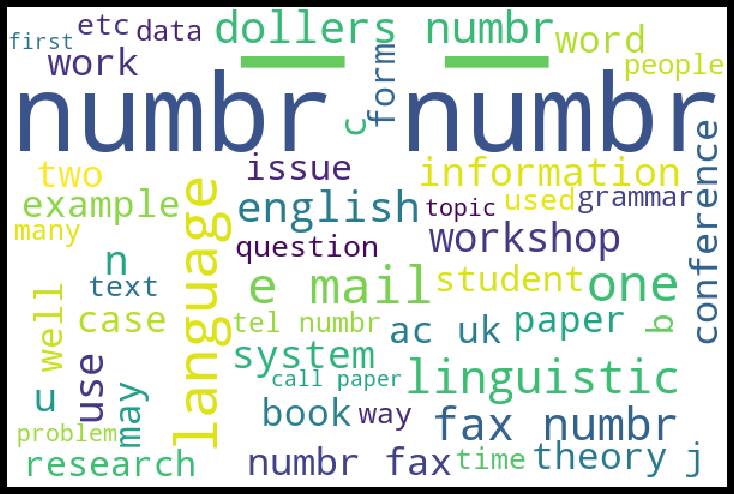 first etc data dollers numbr word
work form people
numbr c numbr
two issue information conference
example language english topic used grammar
many question workshop
n e mail student one
text well case tel numbr ac uk paper b
use system
u may call paper linguistic
book way fax numbr
problem
research numbr fax time theory j